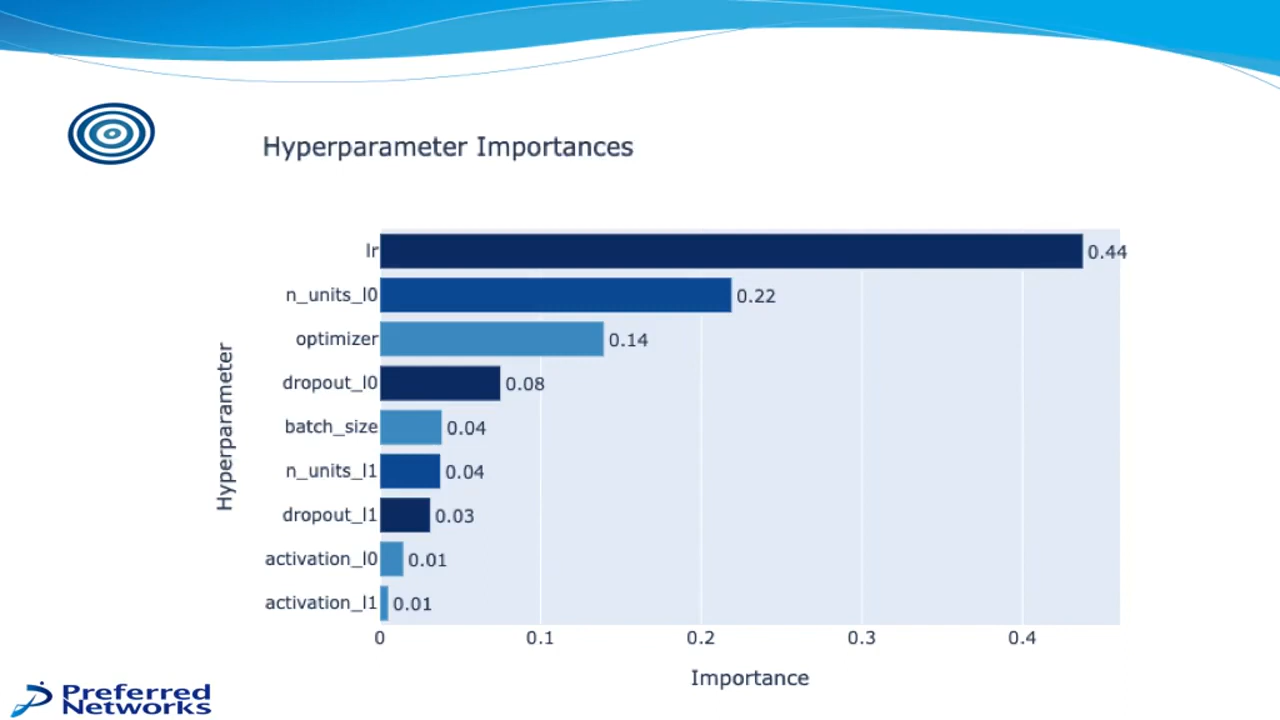 Hyperparameter Importances
Hyperparameter
lr 0.44
n_units_l0 0.22
optimizer 0.14
dropout_l0 0.08
batch_size 0.04
n_units_l1 0.04
dropout_l1 0.03
activation_l0 0.01
activation_l1 0.01
0 0.1 0.2 0.3 0.4
Importance
Preferred
Networks